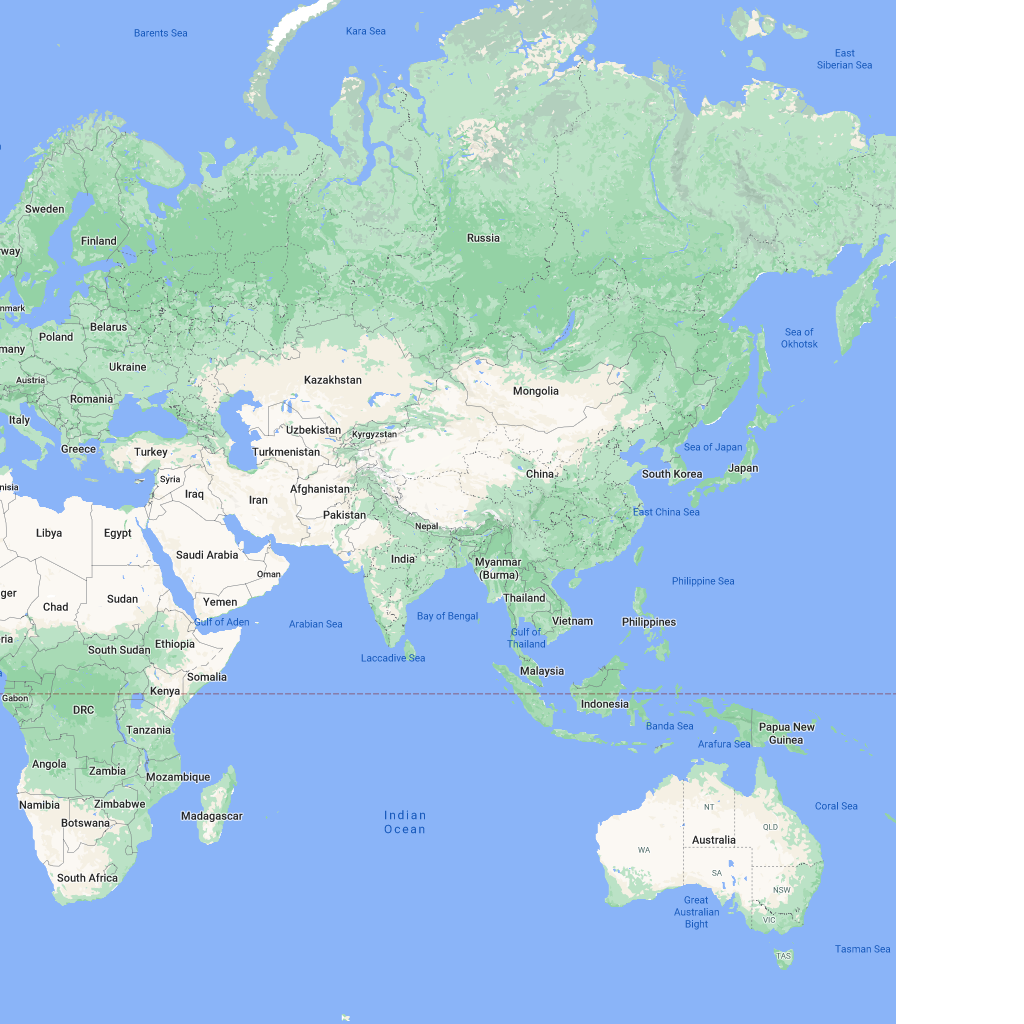 Barents Sea
Kara Sea
East
Siberian Sea
Sweden
Finland
Russia
rway
nmark
Belarus
Poland
many
Ukraine
Austria
Romania
Sea of
Okhotsk
Kazakhstan
Mongolia
Italy
Uzbekistan
Kyrgyzstan
Greece
Turkey
Turkmenistan
Sea of Japan
Japan
South Korea
China
Syria
nisia
Iraq
Iran
Afghanistan
Pakistan
East China Sea
Nepal
Libya
Egypt
Saudi Arabia
India
Myanmar
(Burma)
Oman
Philippine Sea
ger
Chad
Sudan
Yemen
Thailand
Gulf of Aden
Arabian Sea
Bay of Bengal
Vietnam
Philippines
eria
South Sudan
Ethiopia
Gulf of
Thailand
Laccadive Sea
Malaysia
Somalia
Kenya
Gabon
DRC
Indonesia
Tanzania
Banda Sea
Papua New
Guinea
Arafura Sea
Angola
Zambia
Mozambique
Namibia
Zimbabwe
Botswana
Madagascar
Indian
Ocean
NT
Coral Sea
QLD
Australia
WA
SA
South Africa
NSW
Great
Australian
Bight
VIC
TAS
Tasman Sea